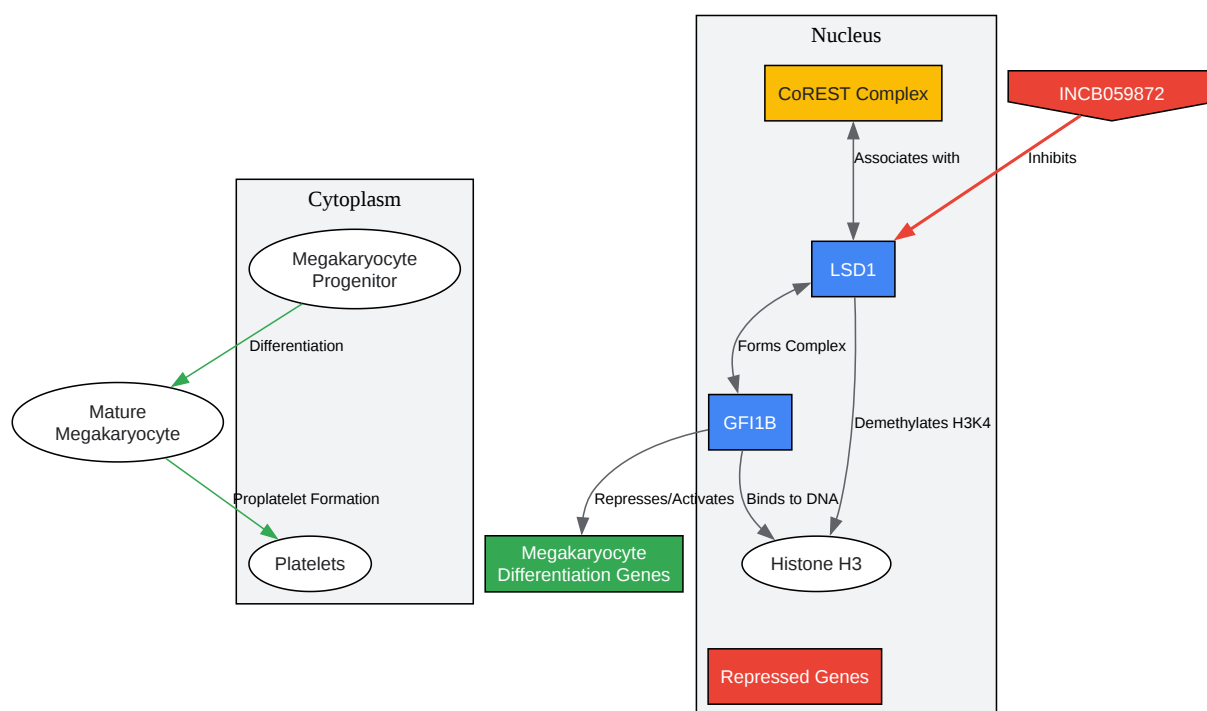 Nucleus
CoREST Complex
INCB059872
Associates with
Inhibits
Cytoplasm
Megakaryocyte
Progenitor
LSD1
Differentiation
Forms Complex
Mature
Megakaryocyte
GFI1B
Demethylates H3K4
Proplatelet Formation
Represses/Activates
Binds to DNA
Platelets
Megakaryocyte
Differentiation Genes
Histone H3
Repressed Genes